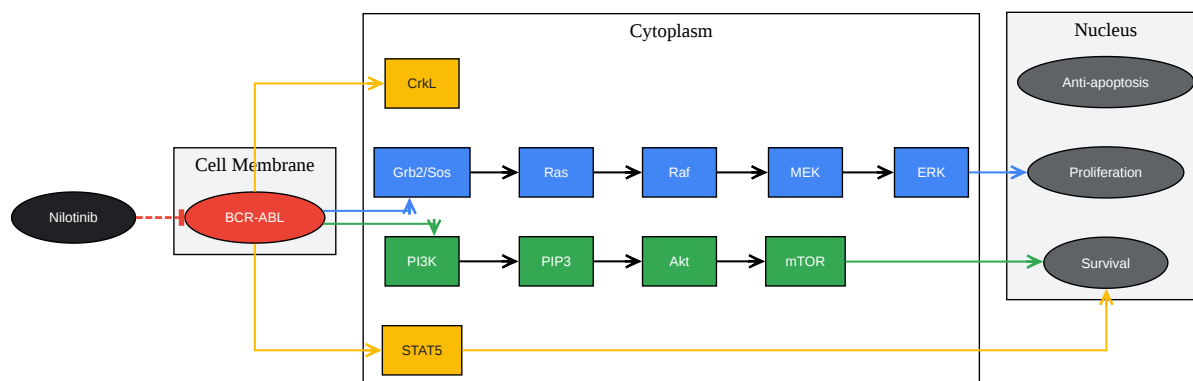 Cytoplasm
Nucleus
CrkL
Anti-apoptosis
Cell Membrane
Grb2/Sos
Ras
Raf
MEK
ERK
Proliferation
Nilotinib
BCR-ABL
PI3K
PIP3
Akt
mTOR
Survival
STAT5